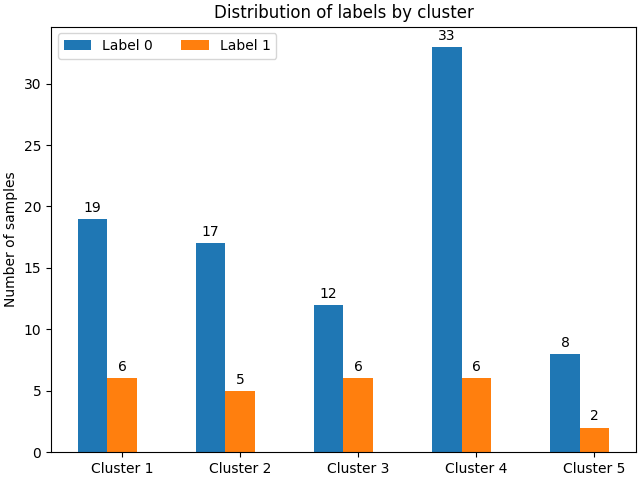 Distribution of labels by cluster
Label 0 Label 1
Number of samples
30
25
20
15
10
5
0
19 6 17 5 12 6 33 6 8 2
Cluster 1 Cluster 2 Cluster 3 Cluster 4 Cluster 5